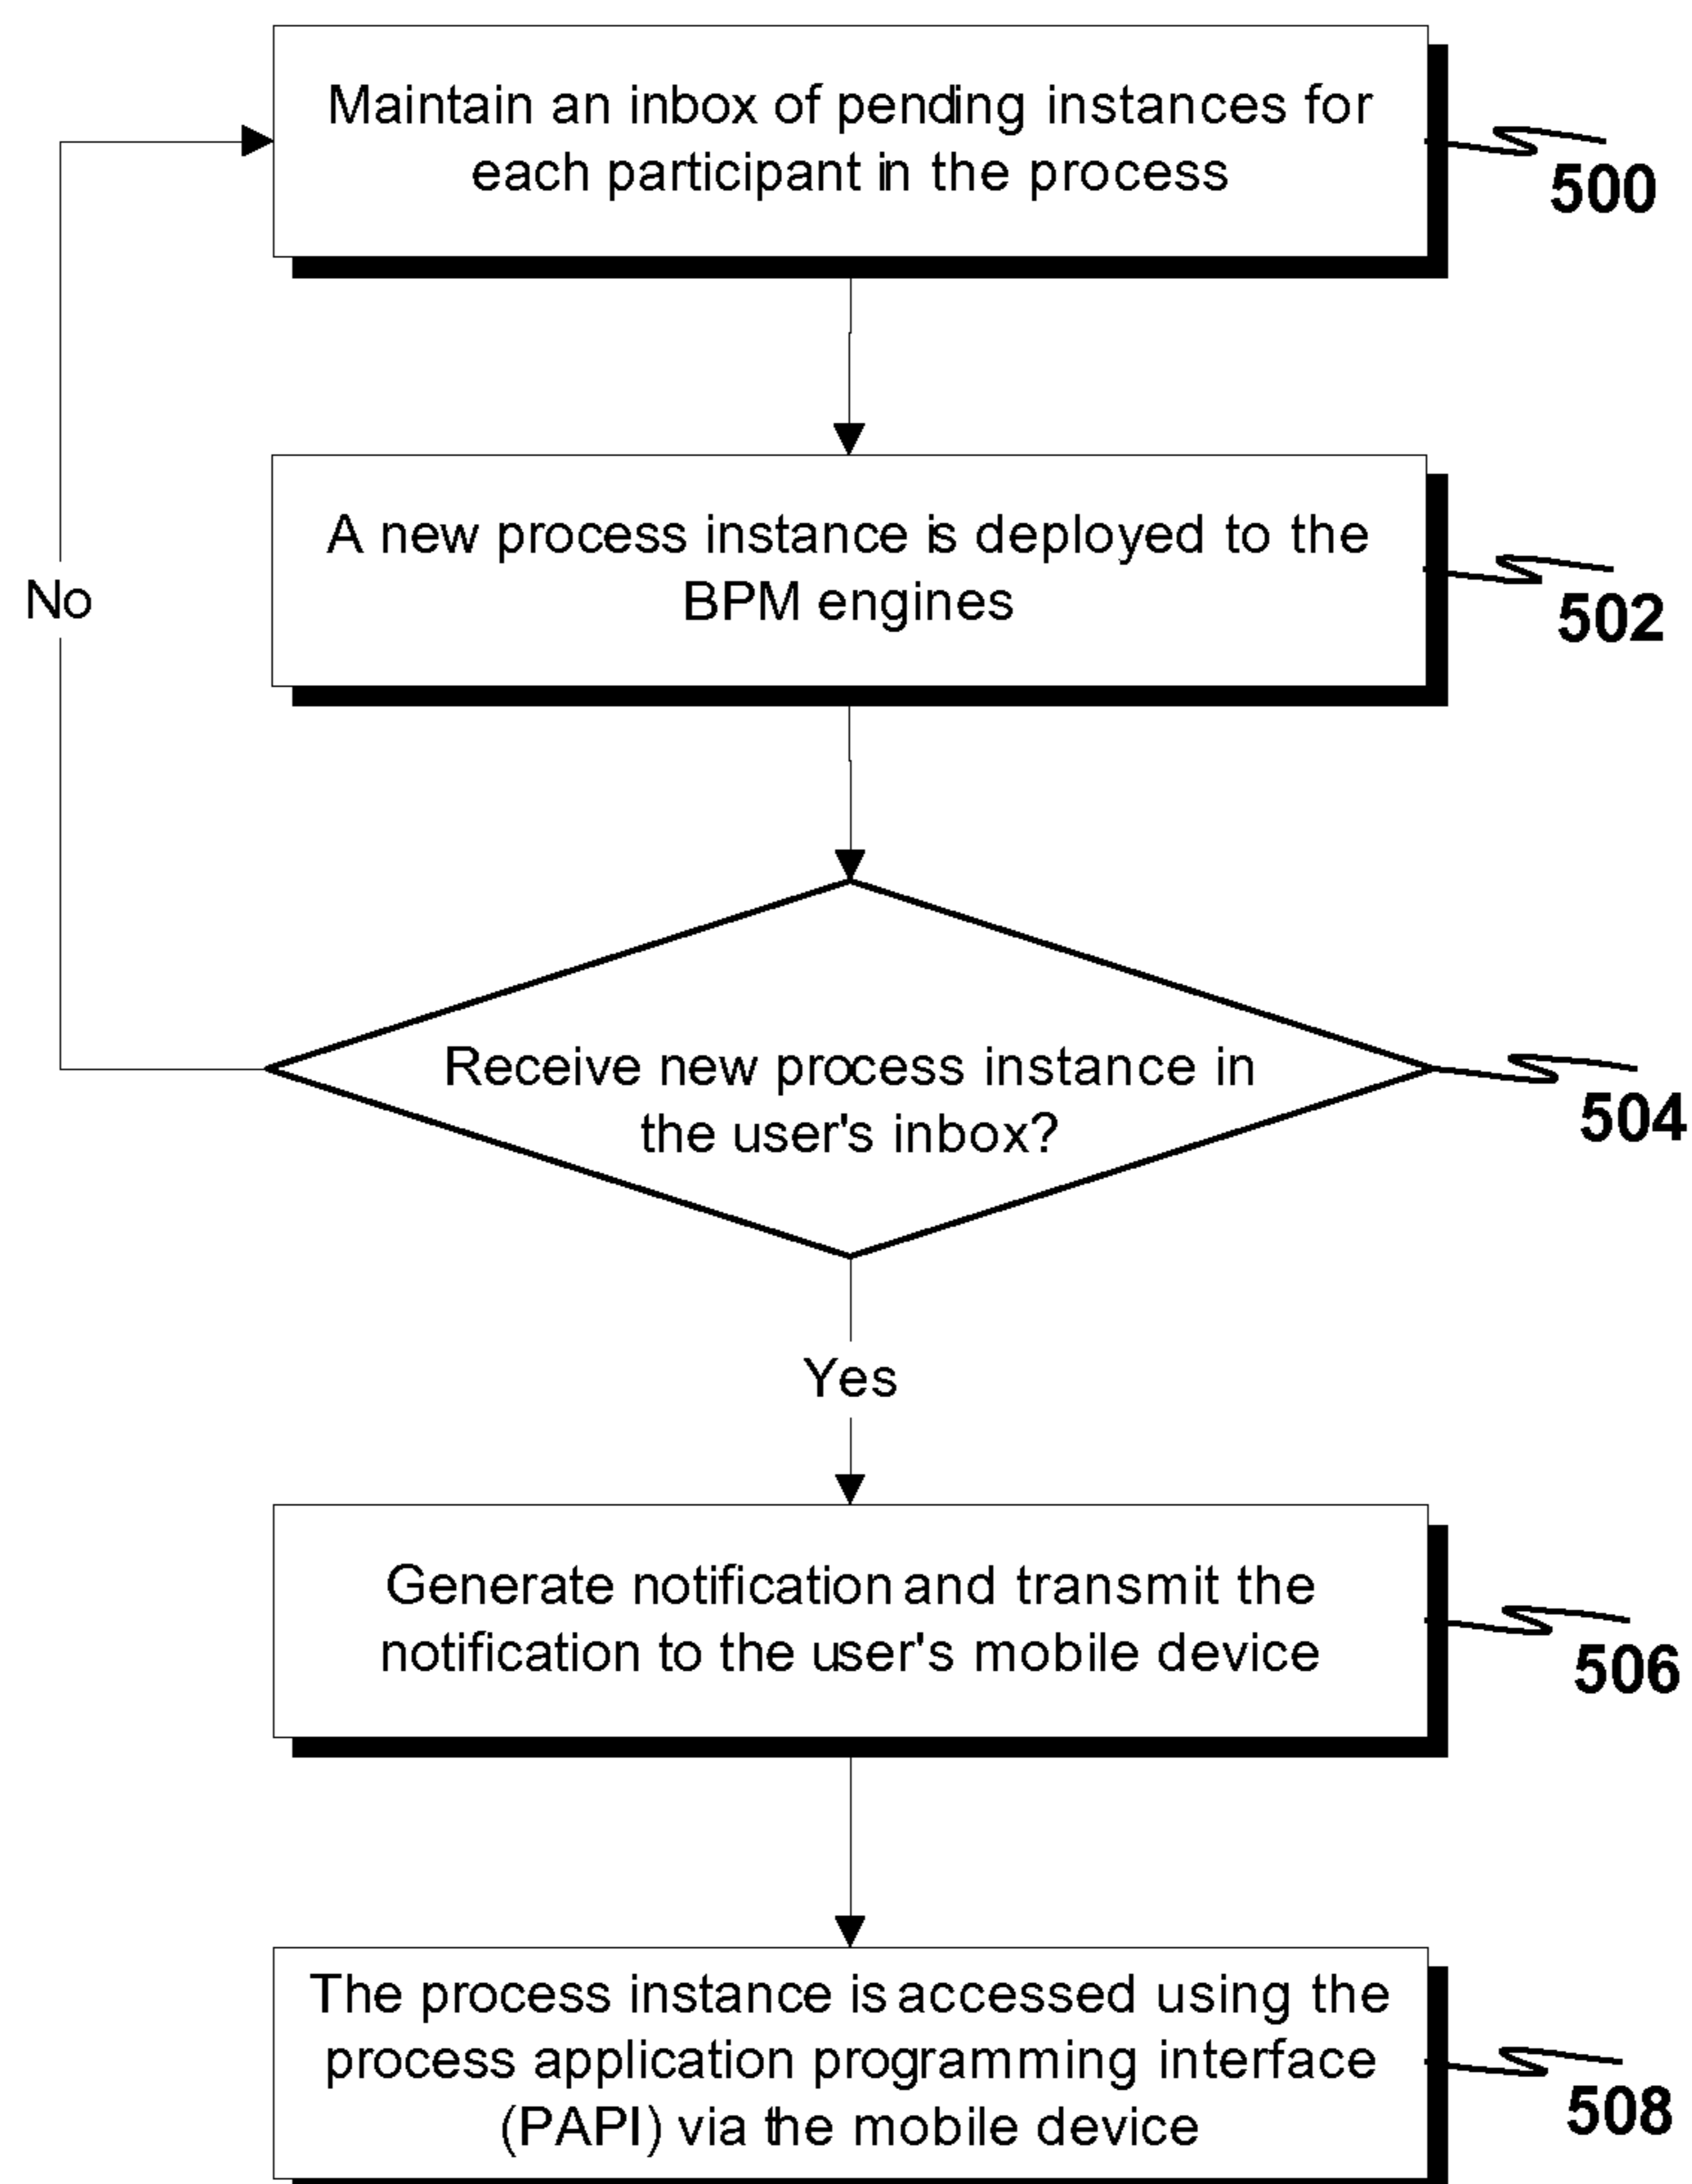 Maintain an inbox of pending instances for
each participant in the process
500
A new process instance is deployed to the
BPM engines
502
No
Receive new process instance in
the user's inbox?
504
Yes
Generate notification and transmit the
notification to the user's mobile device
506
The process instance is accessed using the
process application programming interface
(PAPI) via the mobile device
508